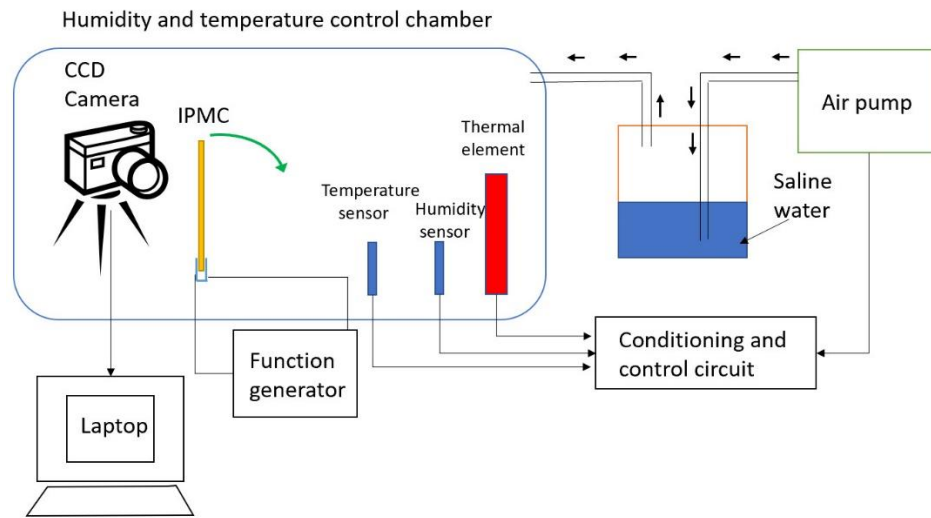 Humidity and temperature control chamber
CCD
Camera
IPMC
Thermal
element
Temperature
sensor
Humidity
sensor
Air pump
Saline
water
Function
generator
Conditioning and
control circuit
Laptop